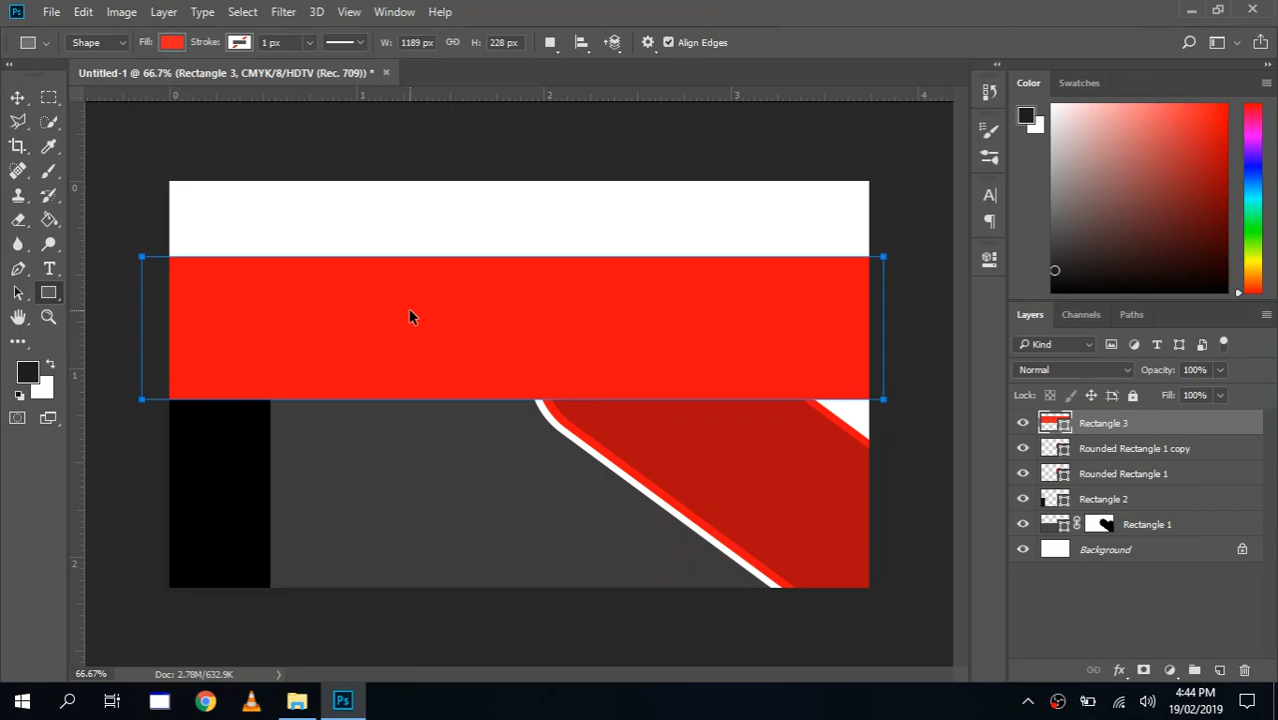 Ps File Edit Image Layer Type Select Filter 3D View Window Help
Shape Fill: Stroke: 1 px W: 1189 px H: 228 px Align Edges
Untitled-1 @ 66.7% (Rectangle 3, CMYK/8/HDTV (Rec. 709)) * ×
0 1 2 3 4
0
1
2
Color Swatches
Layers Channels Paths
Kind
Normal Opacity: 100%
Lock: Fill: 100%
Rectangle 3
Rounded Rectangle 1 copy
Rounded Rectangle 1
Rectangle 2
Rectangle 1
Background
fx
66.67% Doc: 2.78M/632.9K
Ps
4:44 PM
19/02/2019